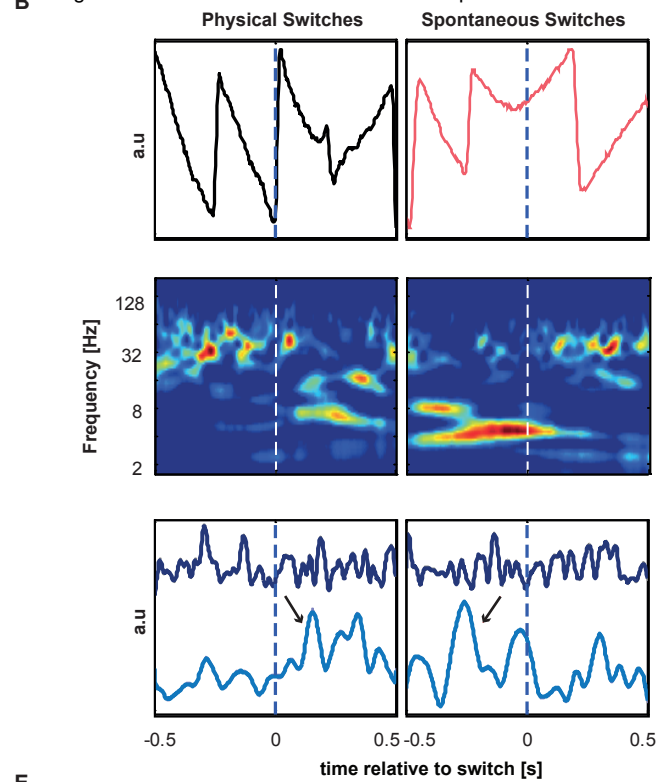 B
Physical Switches
Spontaneous Switches
a.u
Frequency [Hz]
128
32
8
2
a.u
-0.5 0 0.5 -0.5 0 0.5
time relative to switch [s]